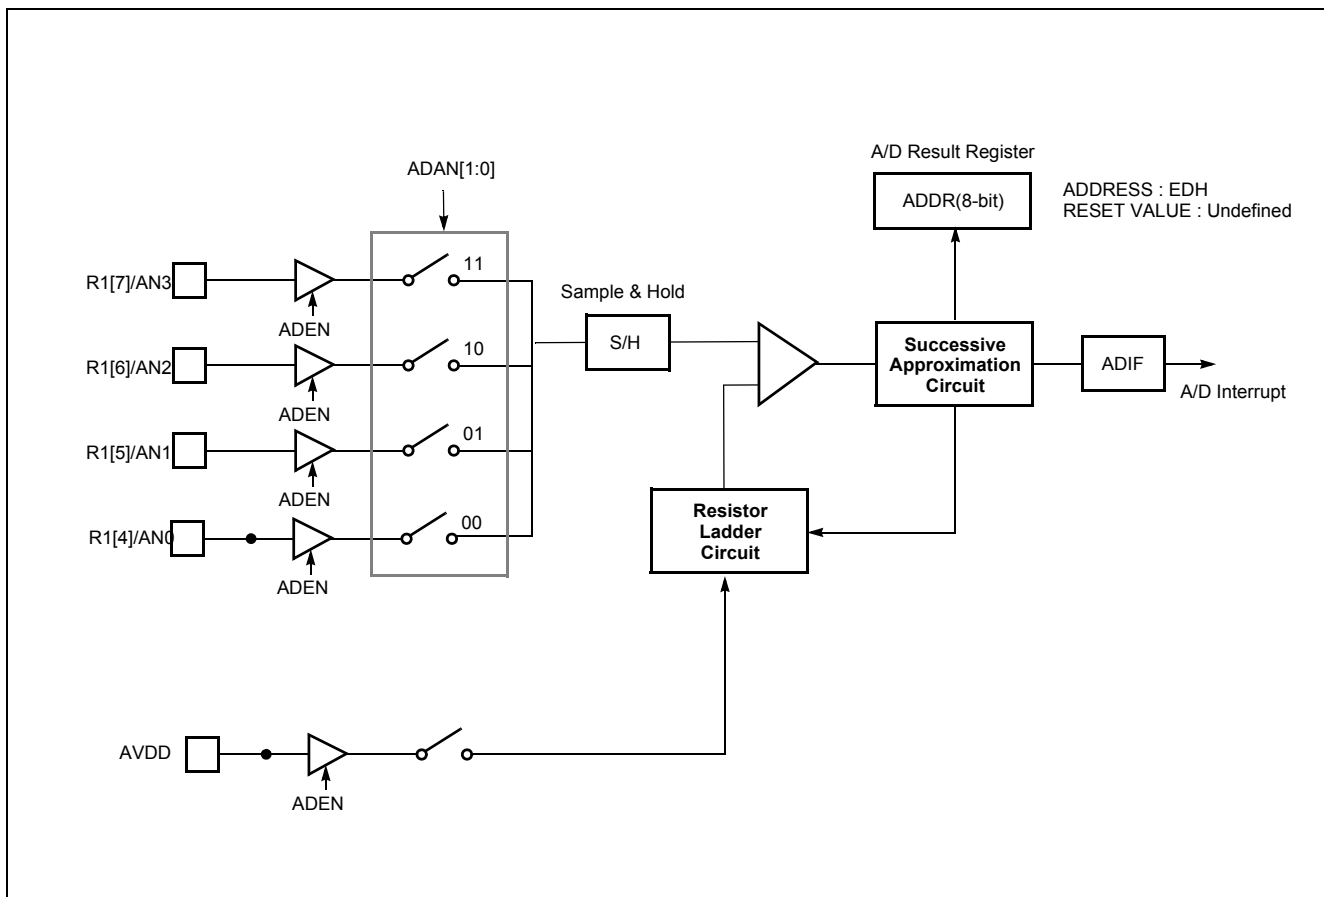 A/D Result Register
ADAN[1:0]
ADDR(8-bit)
ADDRESS : EDH
RESET VALUE : Undefined
R1[7]/AN3
11
ADEN
Sample & Hold
S/H
R1[6]/AN2
10
ADEN
Successive
Approximation
Circuit
ADIF
A/D Interrupt
R1[5]/AN1
01
ADEN
R1[4]/AN0
00
ADEN
Resistor
Ladder
Circuit
AVDD
ADEN